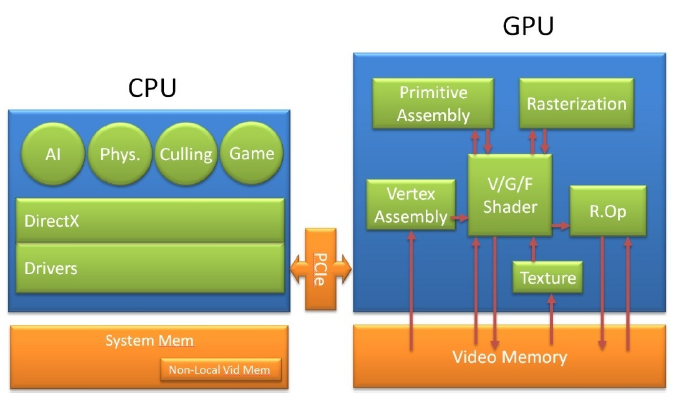 GPU
CPU
Primitive
Assembly
Rasterization
AI
Phys.
Culling
Game
V/G/F
Shader
Vertex
Assembly
R.Op
DirectX
Drivers
PCIe
Texture
System Mem
Non-Local Vid Mem
Video Memory